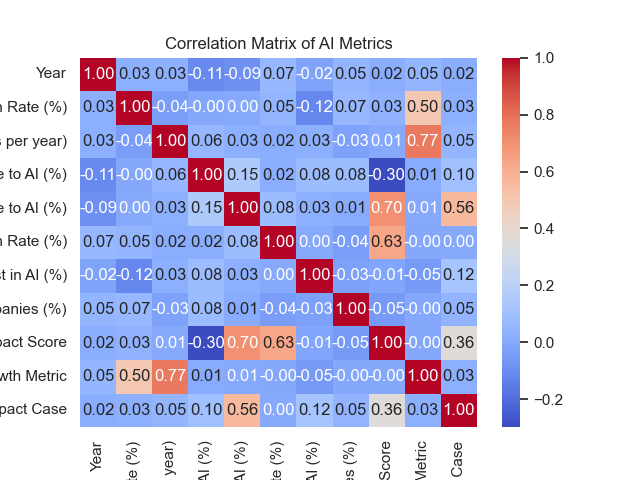 Correlation Matrix of AI Metrics
Year 1.00 0.03 0.03 -0.11 -0.09 0.07 -0.02 0.05 0.02 0.05 0.02
n Rate (%) 0.03 1.00 -0.04 -0.00 0.00 0.05 -0.12 0.07 0.03 0.50 0.03
s per year) 0.03 -0.04 1.00 0.06 0.03 0.02 0.03 -0.03 0.01 0.77 0.05
e to AI (%) -0.11 -0.00 0.06 1.00 0.15 0.02 0.08 0.08 -0.30 0.01 0.10
e to AI (%) -0.09 0.00 0.03 0.15 1.00 0.08 0.03 0.01 0.70 0.01 0.56
n Rate (%) 0.07 0.05 0.02 0.02 0.08 1.00 0.00 -0.04 0.63 -0.00 0.00
st in AI (%) -0.02 -0.12 0.03 0.08 0.03 0.00 1.00 -0.03 -0.01 -0.05 0.12
panies (%) 0.05 0.07 -0.03 0.08 0.01 -0.04 -0.03 1.00 -0.05 -0.00 0.05
pact Score 0.02 0.03 0.01 -0.30 0.70 0.63 -0.01 -0.05 1.00 -0.00 0.36
wth Metric 0.05 0.50 0.77 0.01 0.01 -0.00 -0.05 -0.00 -0.00 1.00 0.03
pact Case 0.02 0.03 0.05 0.10 0.56 0.00 0.12 0.05 0.36 0.03 1.00
Year
te (%)
year)
AI (%)
AI (%)
te (%)
AI (%)
es (%)
Score
Metric
Case
1.0
0.8
0.6
0.4
0.2
0.0
−0.2